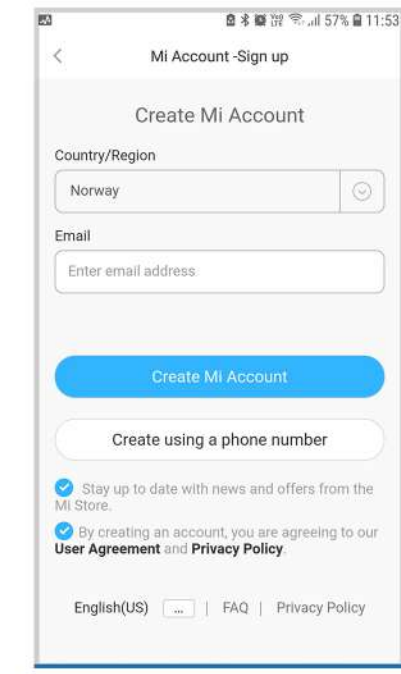 57% 11:53
Mi Account -Sign up
Create Mi Account
Country/Region
Norway
Email
Enter email address
Create Mi Account
Create using a phone number
Stay up to date with news and offers from the
Mi Store.
By creating an account, you are agreeing to our
User Agreement and Privacy Policy.
English(US) ... | FAQ | Privacy Policy